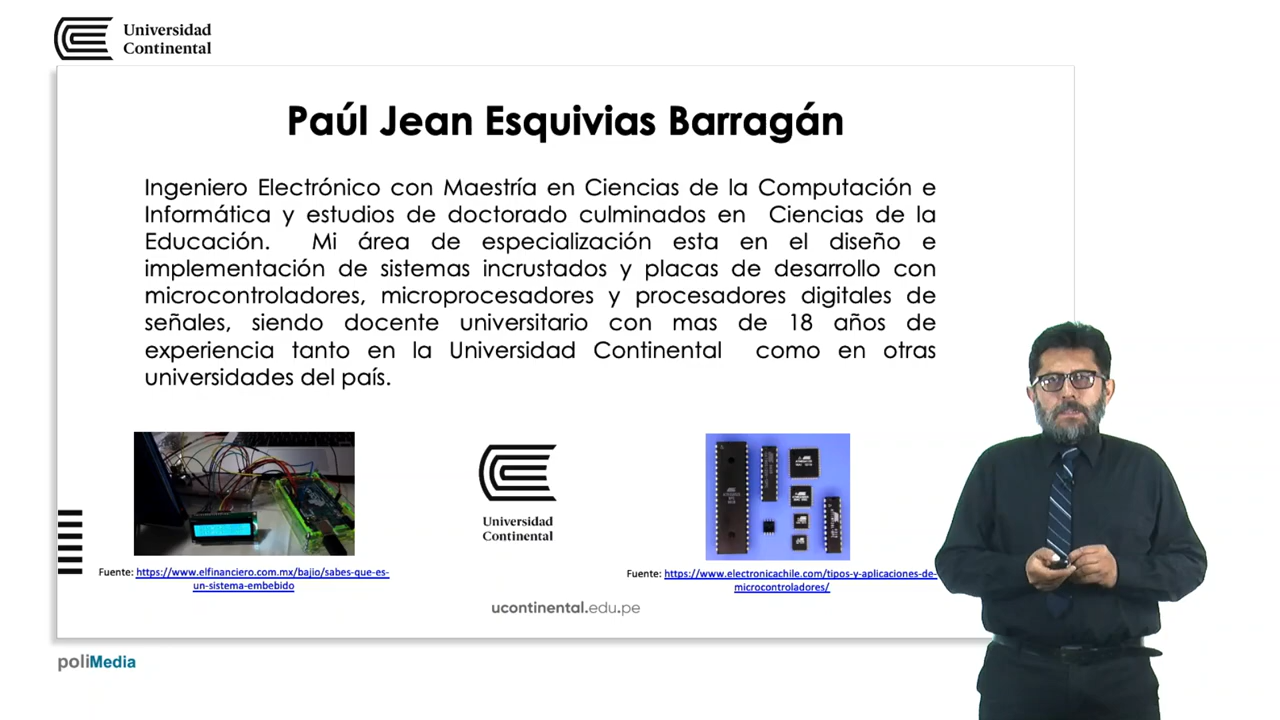 Universidad
Continental
Paúl Jean Esquivias Barragán
Ingeniero Electrónico con Maestría en Ciencias de la Computación e
Informática y estudios de doctorado culminados en Ciencias de la
Educación. Mi área de especialización esta en el diseño e
implementación de sistemas incrustados y placas de desarrollo con
microcontroladores, microprocesadores y procesadores digitales de
señales, siendo docente universitario con mas de 18 años de
experiencia tanto en la Universidad Continental como en otras
universidades del país.
Universidad
Continental
Fuente: https://www.elfinanciero.com.mx/bajio/sabes-que-es-
un-sistema-embebido
Fuente: https://www.electronicachile.com/tipos-y-aplicaciones-de-
microcontroladores/
ucontinental.edu.pe
poliMedia